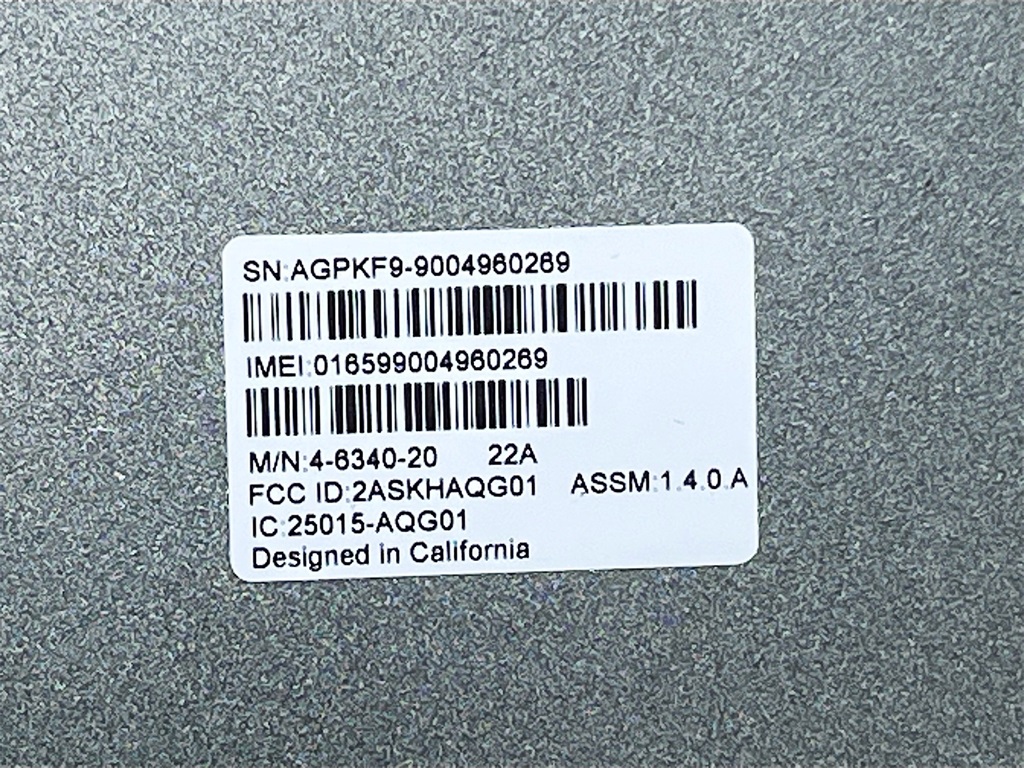 SN:AGPKF9-9004960269
IMEI:016599004960269
M/N:4-6340-20 22A
FCC ID:2ASKHAQG01 ASSM:1.4.0.A
IC:25015-AQG01
Designed in California